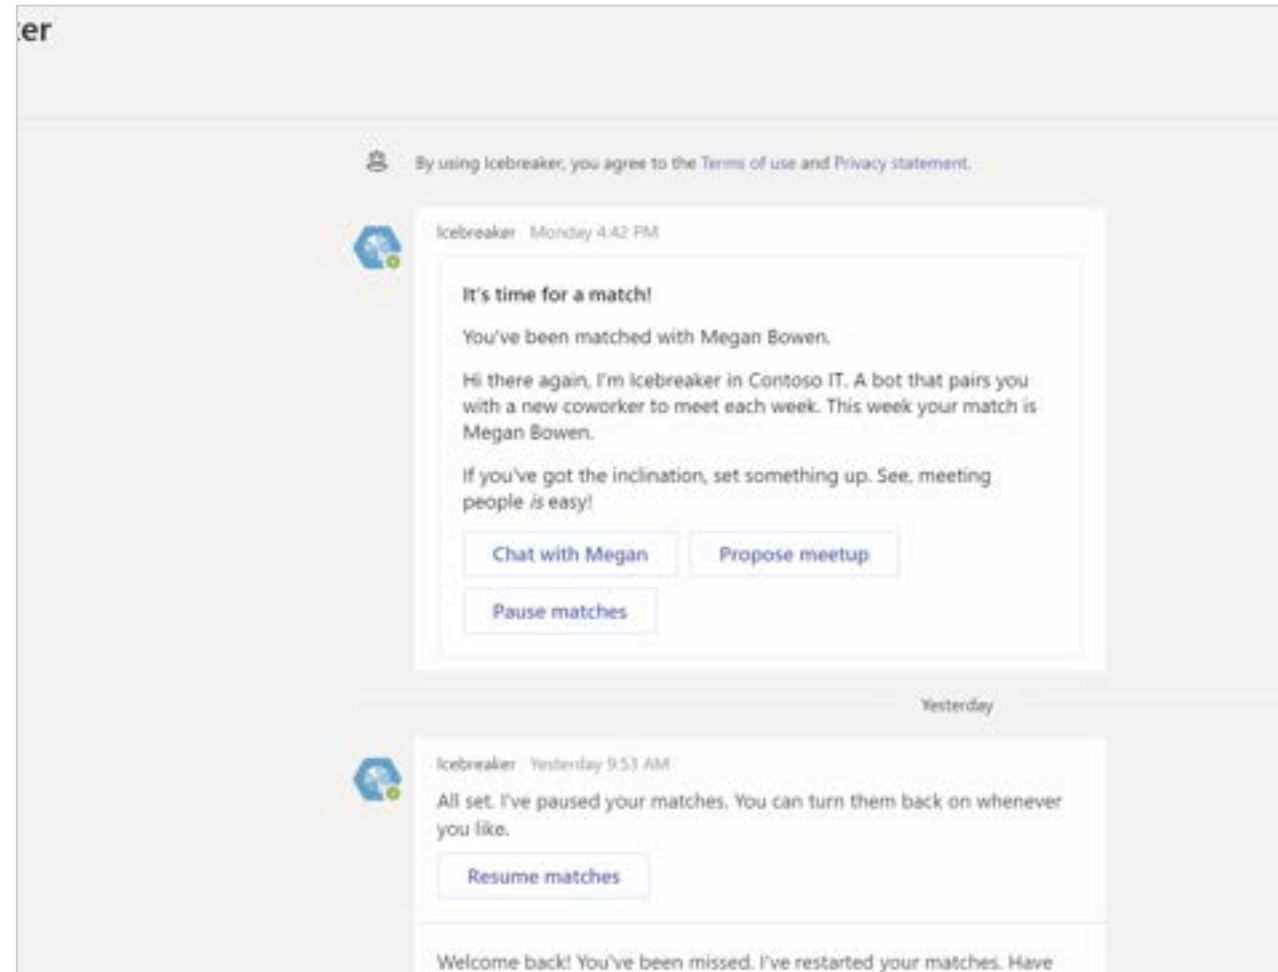 er
By using Icebreaker, you agree to the Terms of use and Privacy statement.
Icebreaker Monday 4:42 PM
It's time for a match!
You've been matched with Megan Bowen.
Hi there again, I'm Icebreaker in Contoso IT. A bot that pairs you
with a new coworker to meet each week. This week your match is
Megan Bowen.
If you've got the inclination, set something up. See, meeting
people is easy!
Chat with Megan Propose meetup
Pause matches
Yesterday
Icebreaker Yesterday 9:53 AM
All set. I've paused your matches. You can turn them back on whenever
you like.
Resume matches
Welcome back! You've been missed. I've restarted your matches. Have